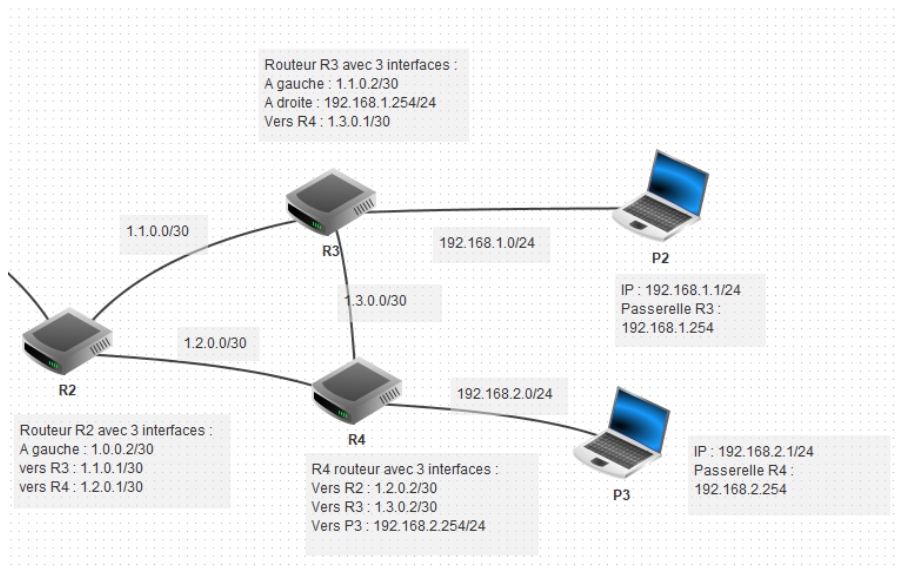 Routeur R3 avec 3 interfaces :
A gauche : 1.1.0.2/30
A droite : 192.168.1.254/24
Vers R4 : 1.3.0.1/30
1.1.0.0/30
R3
192.168.1.0/24
P2
1.3.0.0/30
IP : 192.168.1.1/24
Passerelle R3 :
192.168.1.254
1.2.0.0/30
R2
192.168.2.0/24
R4
Routeur R2 avec 3 interfaces :
A gauche : 1.0.0.2/30
vers R3 : 1.1.0.1/30
vers R4 : 1.2.0.1/30
R4 routeur avec 3 interfaces :
Vers R2 : 1.2.0.2/30
Vers R3 : 1.3.0.2/30
Vers P3 : 192.168.2.254/24
P3
IP : 192.168.2.1/24
Passerelle R4 :
192.168.2.254